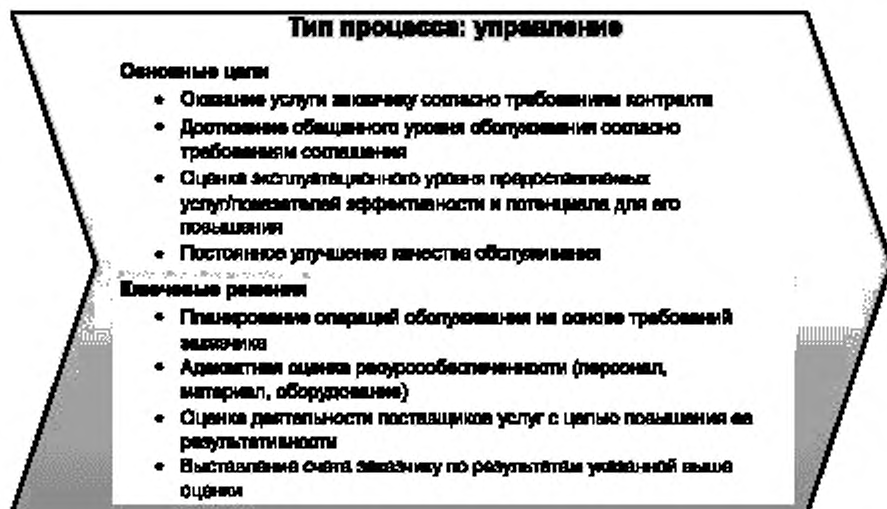 Тип процесса: управление
Основные цели
• Оказание услуги заказчику согласно требованиям контракта
• Достижение обещанного уровня обслуживания согласно
требованиям соглашения
• Оценка эксплуатационного уровня предоставляемых
услуг/показателей эффективности и потенциала для его
повышения
• Постоянное улучшение качества обслуживания
Ключевые решения
• Планирование операций обслуживания на основе требований
заказчика
• Адекватная оценка ресурсообеспеченности (персонал,
материал, оборудование)
• Оценка деятельности поставщиков услуг с целью повышения ее
результативности
• Выставление счета заказчику по результатам указанной выше
оценки